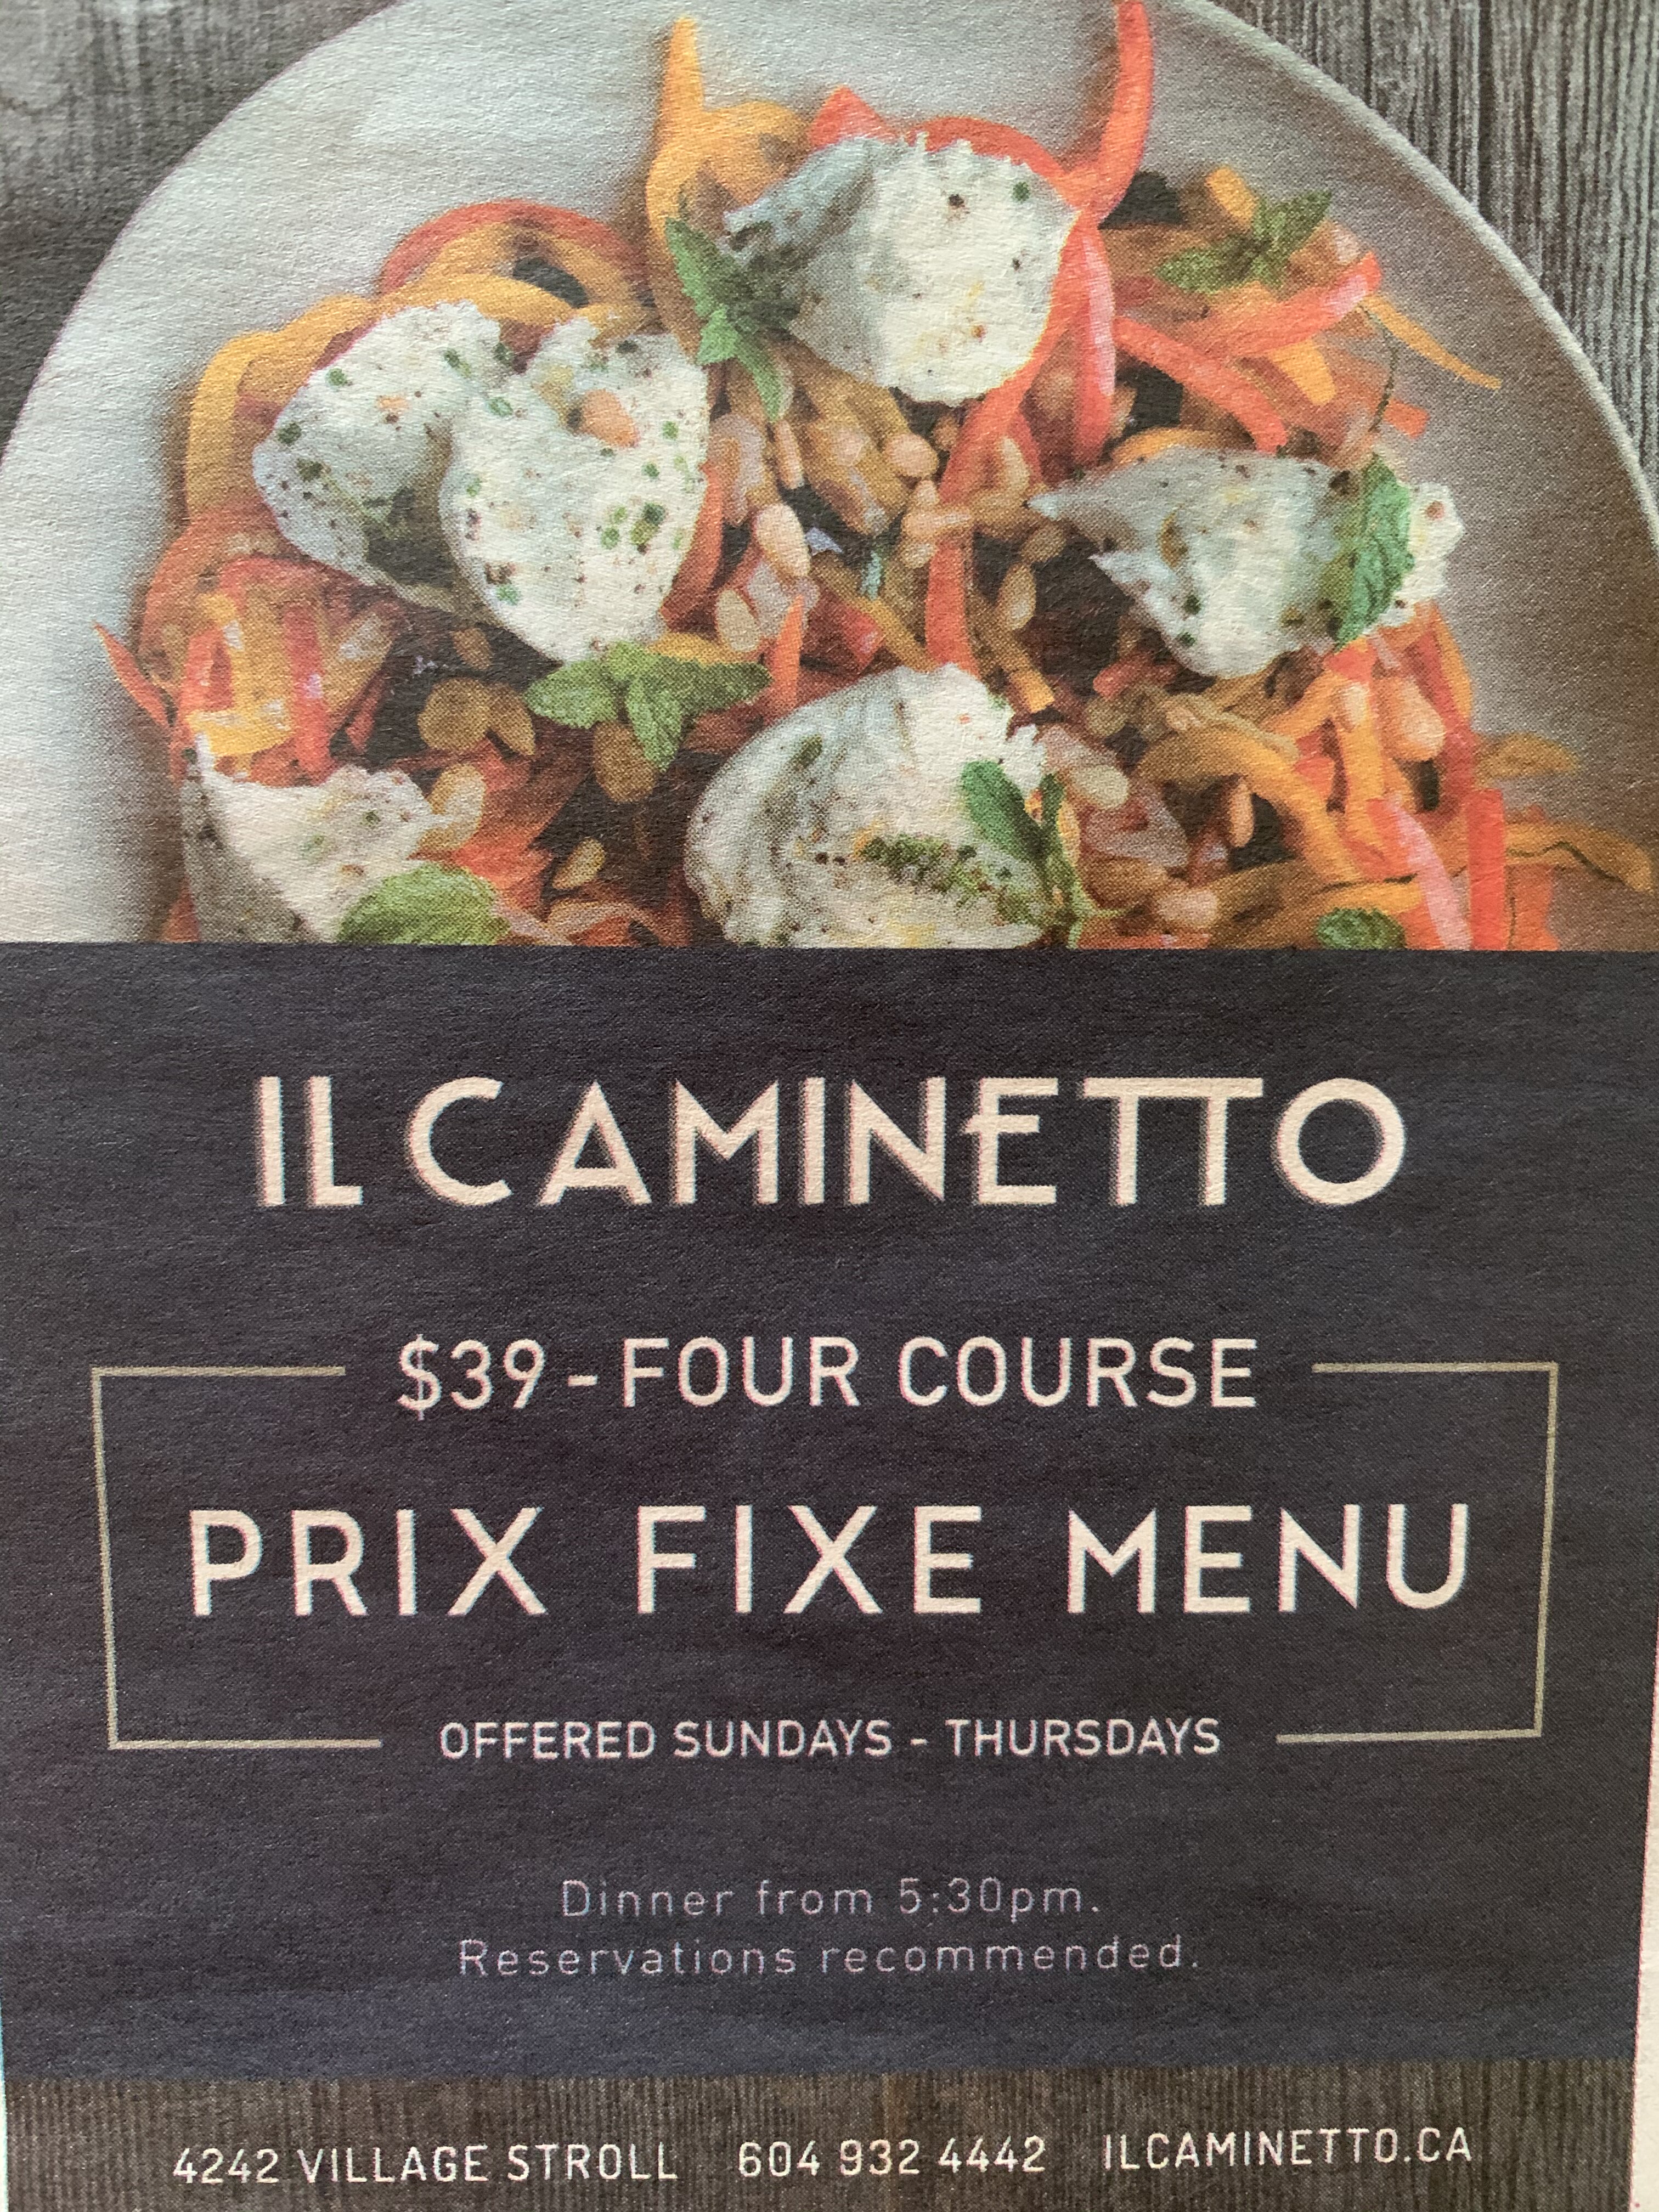 IL CAMINETTO
$39 - FOUR COURSE
PRIX FIXE MENU
OFFERED SUNDAYS - THURSDAYS
Dinner from 5:30pm.
Reservations recommended.
4242 VILLAGE STROLL 604 932 4442 ILCAMINETTO.CA